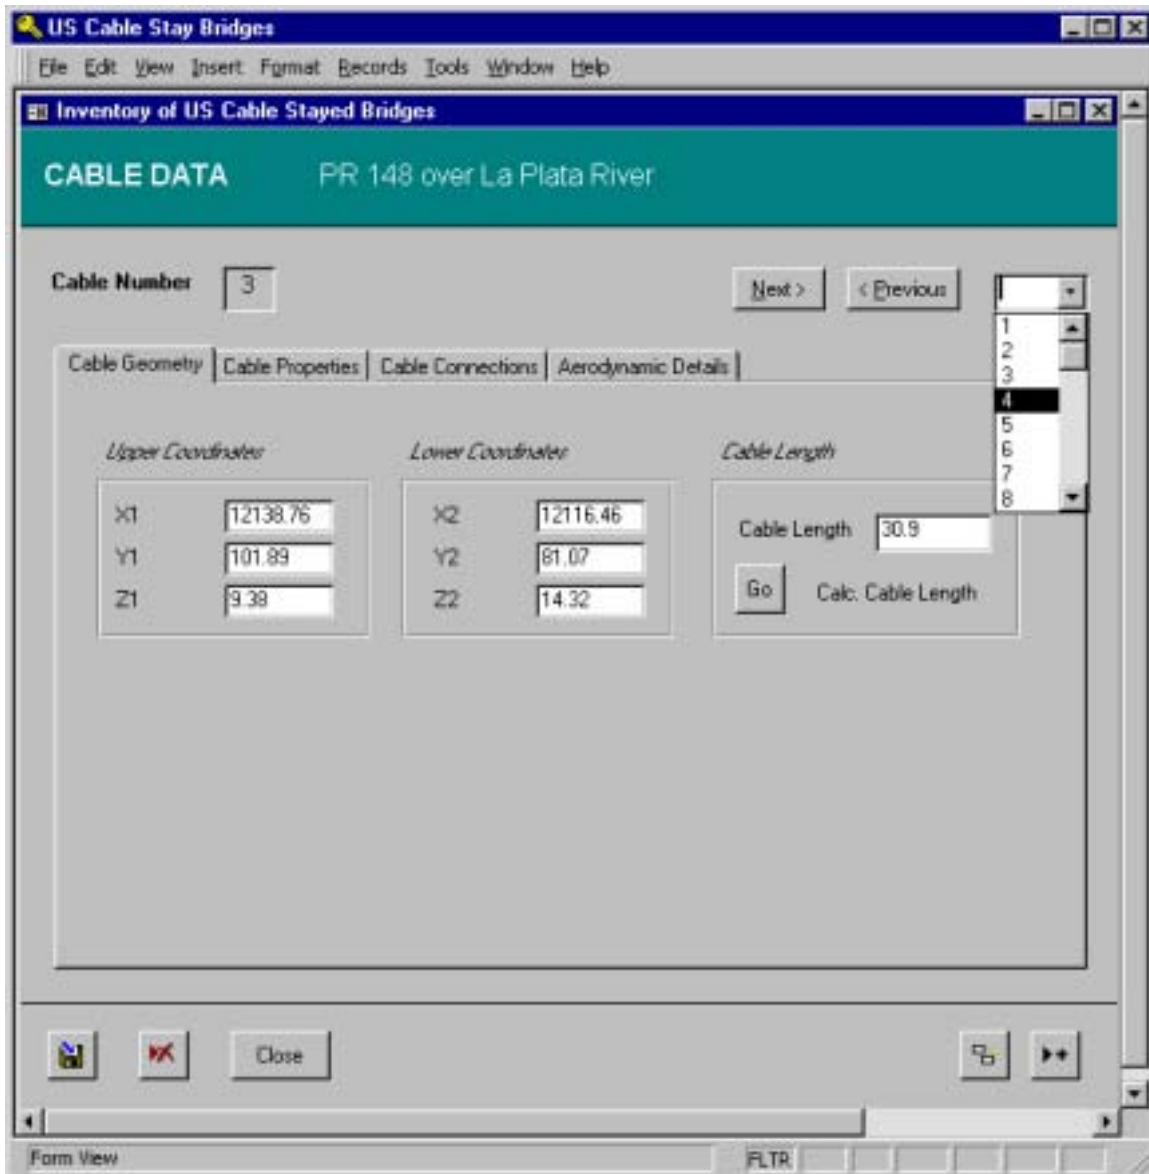 US Cable Stay Bridges
File Edit View Insert Format Records Tools Window Help
Inventory of US Cable Stayed Bridges
CABLE DATA PR 148 over La Plata River
Cable Number 3 Next > < Previous
1
2
3
4
5
6
7
8
Cable Geometry Cable Properties Cable Connections Aerodynamic Details
Upper Coordinates Lower Coordinates Cable Length
X1 12138.76 X2 12116.46
Cable Length 30.9
Y1 101.89 Y2 81.07
Z1 9.38 Z2 14.32
Go Calc. Cable Length
Close
Form View FLTR